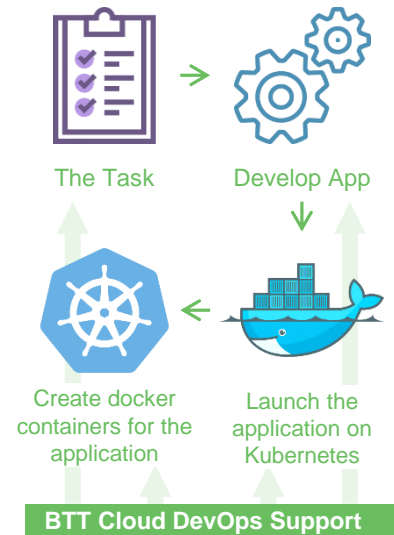 The Task
Develop App
Create docker
containers for the
application
Launch the
application on
Kubernetes
BTT Cloud DevOps Support